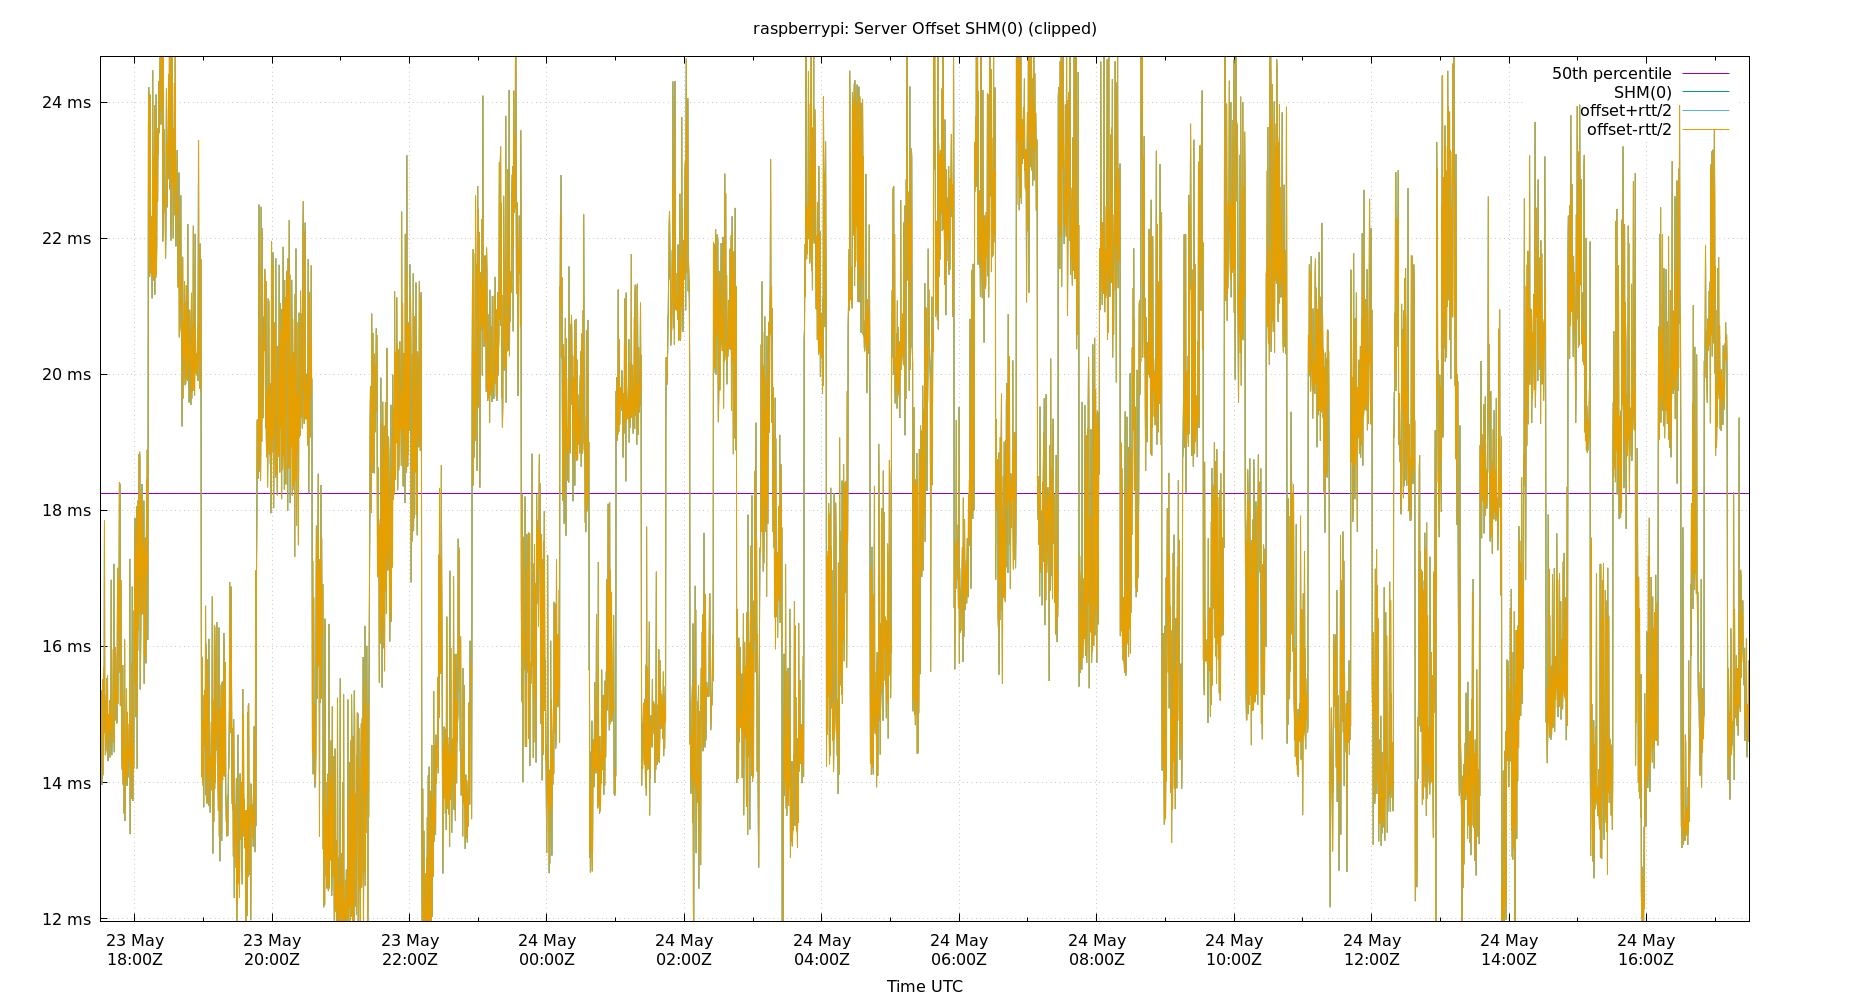 raspberrypi: Server Offset SHM(0) (clipped)
50th percentile
SHM(0)
offset+rtt/2
offset-rtt/2
24 ms
22 ms
20 ms
18 ms
16 ms
14 ms
12 ms
23 May 23 May 23 May 24 May 24 May 24 May 24 May 24 May 24 May 24 May 24 May 24 May
18:00Z 20:00Z 22:00Z 00:00Z 02:00Z 04:00Z 06:00Z 08:00Z 10:00Z 12:00Z 14:00Z 16:00Z
Time UTC